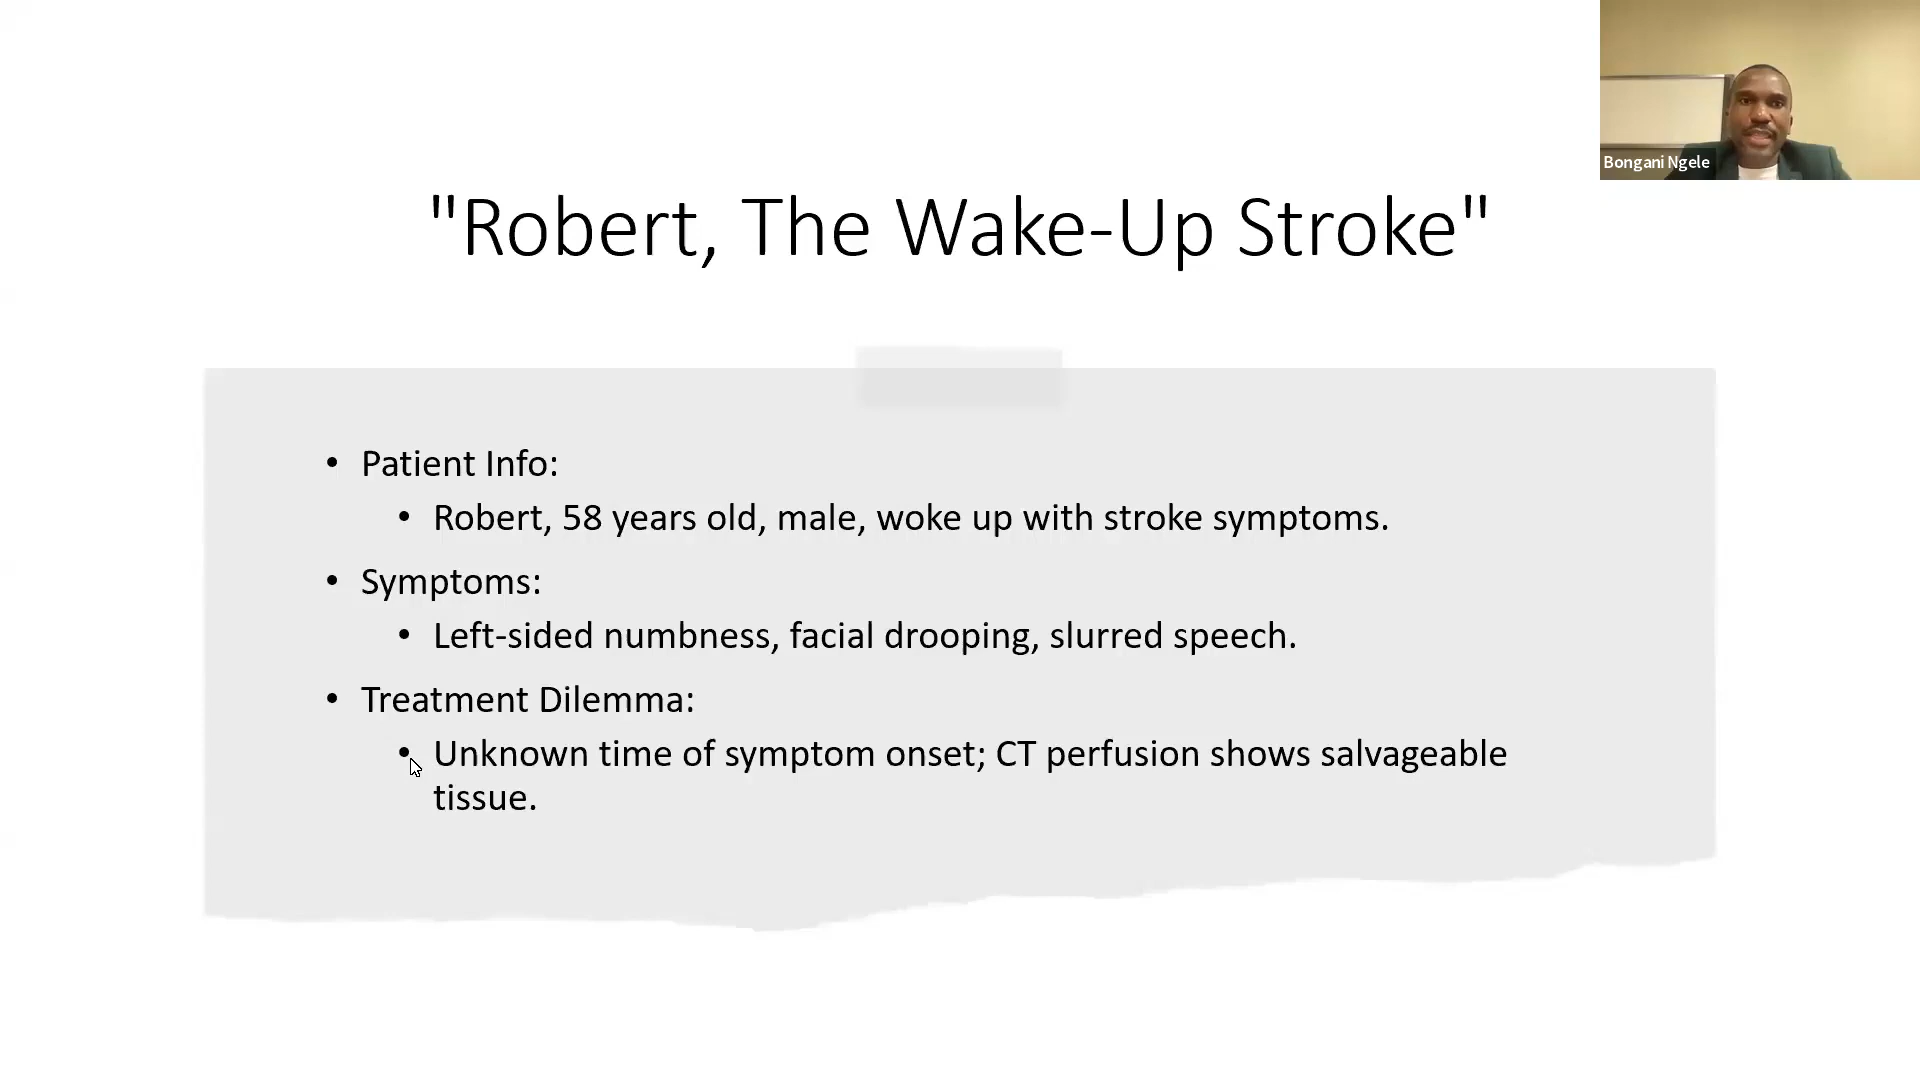 Bongani Ngele
"Robert, The Wake-Up Stroke"
• Patient Info:
• Robert, 58 years old, male, woke up with stroke symptoms.
• Symptoms:
• Left-sided numbness, facial drooping, slurred speech.
• Treatment Dilemma:
• Unknown time of symptom onset; CT perfusion shows salvageable
tissue.